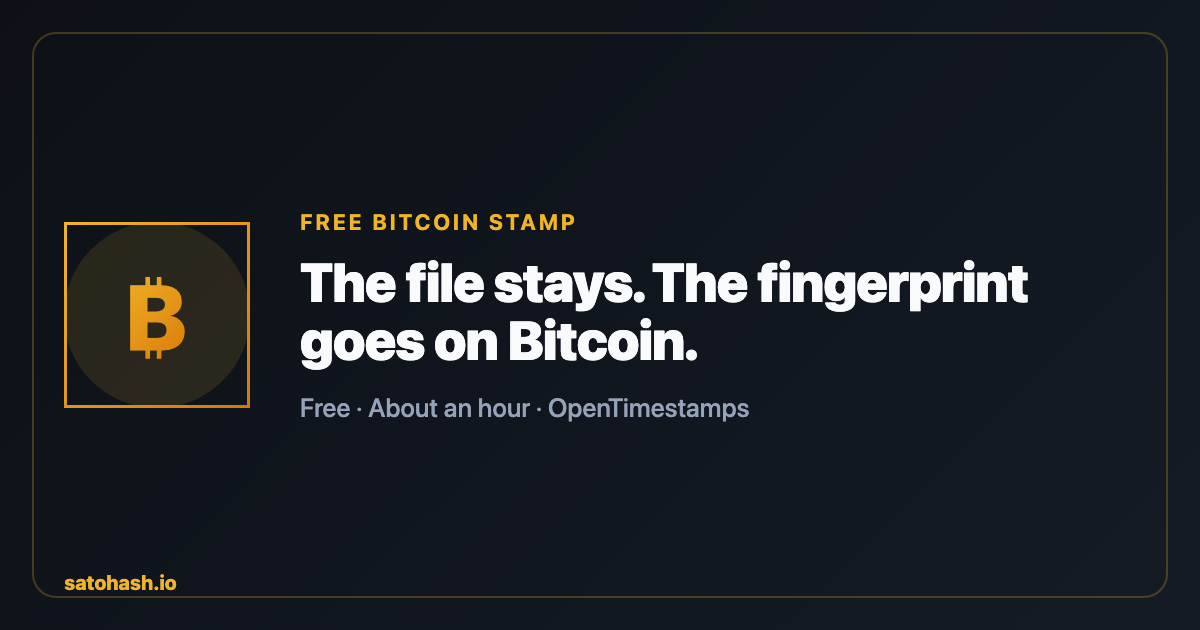 FREE BITCOIN STAMP
The file stays. The fingerprint
goes on Bitcoin.
Free · About an hour · OpenTimestamps
satohash.io